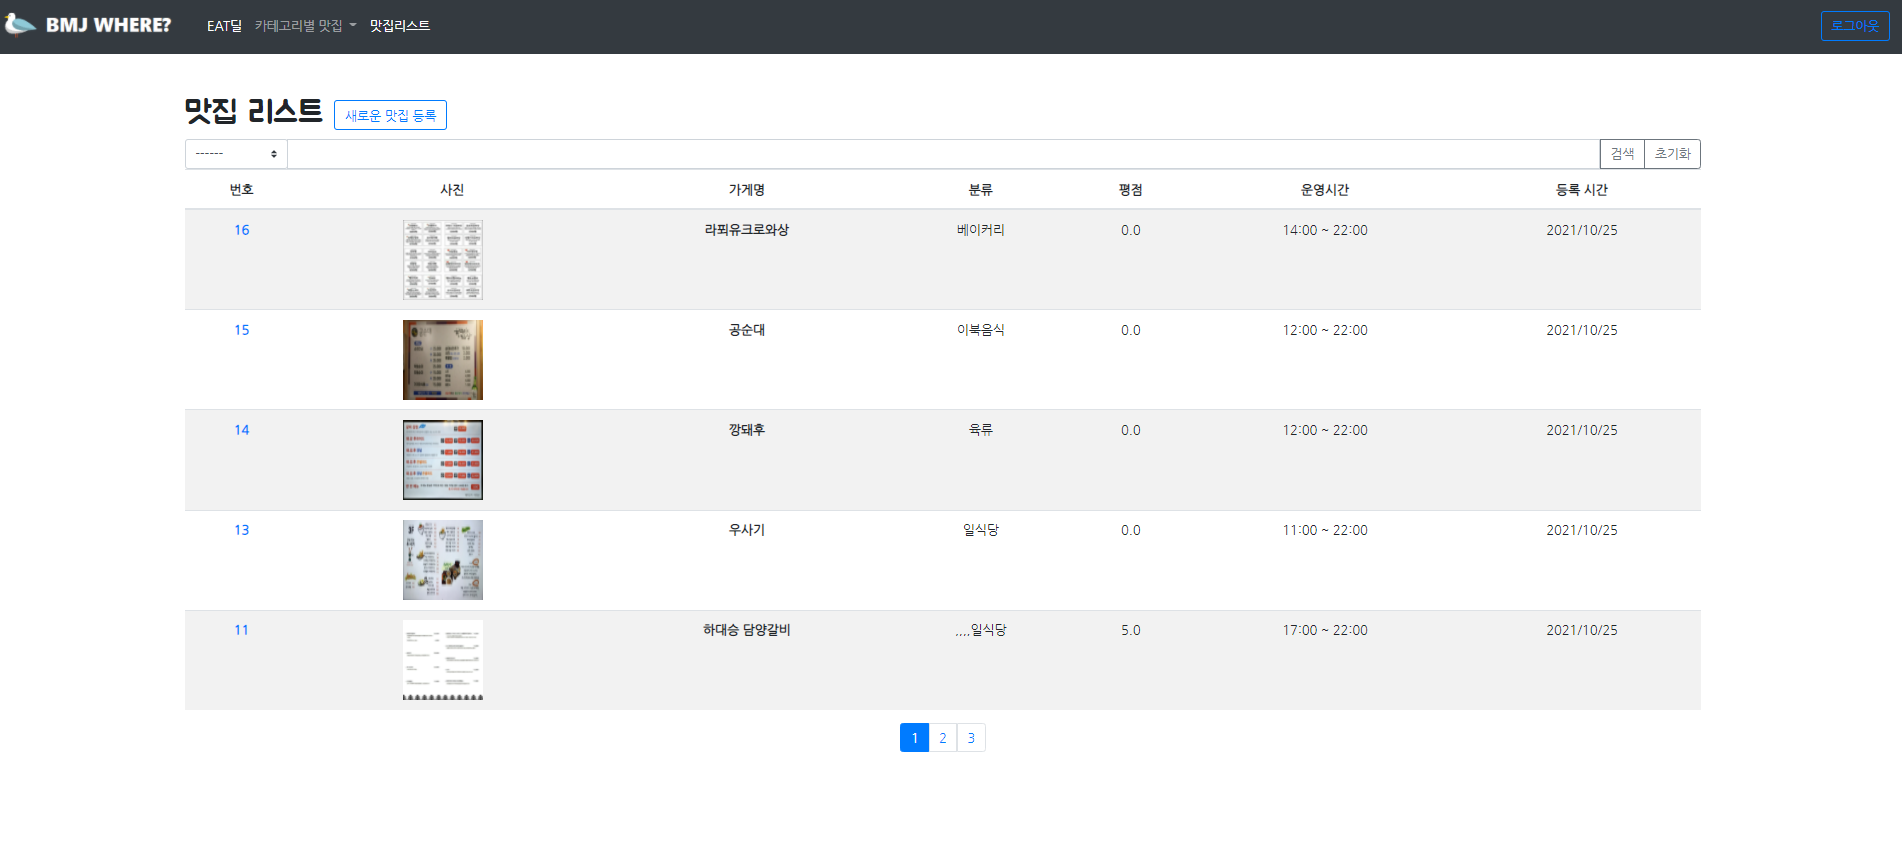 BMJ WHERE? EAT딜 카테고리별 맛집 맛집리스트 로그아웃
맛집 리스트 새로운 맛집 등록
------ 검색 초기화
번호 사진 가게명 분류 평점 운영시간 등록 시간
16 라쀠유크로와상 베이커리 0.0 14:00 ~ 22:00 2021/10/25
15 공순대 이북음식 0.0 12:00 ~ 22:00 2021/10/25
14 깡돼후 육류 0.0 12:00 ~ 22:00 2021/10/25
13 우사기 일식당 0.0 11:00 ~ 22:00 2021/10/25
11 하대승 담양갈비 ,,,,일식당 5.0 17:00 ~ 22:00 2021/10/25
1 2 3